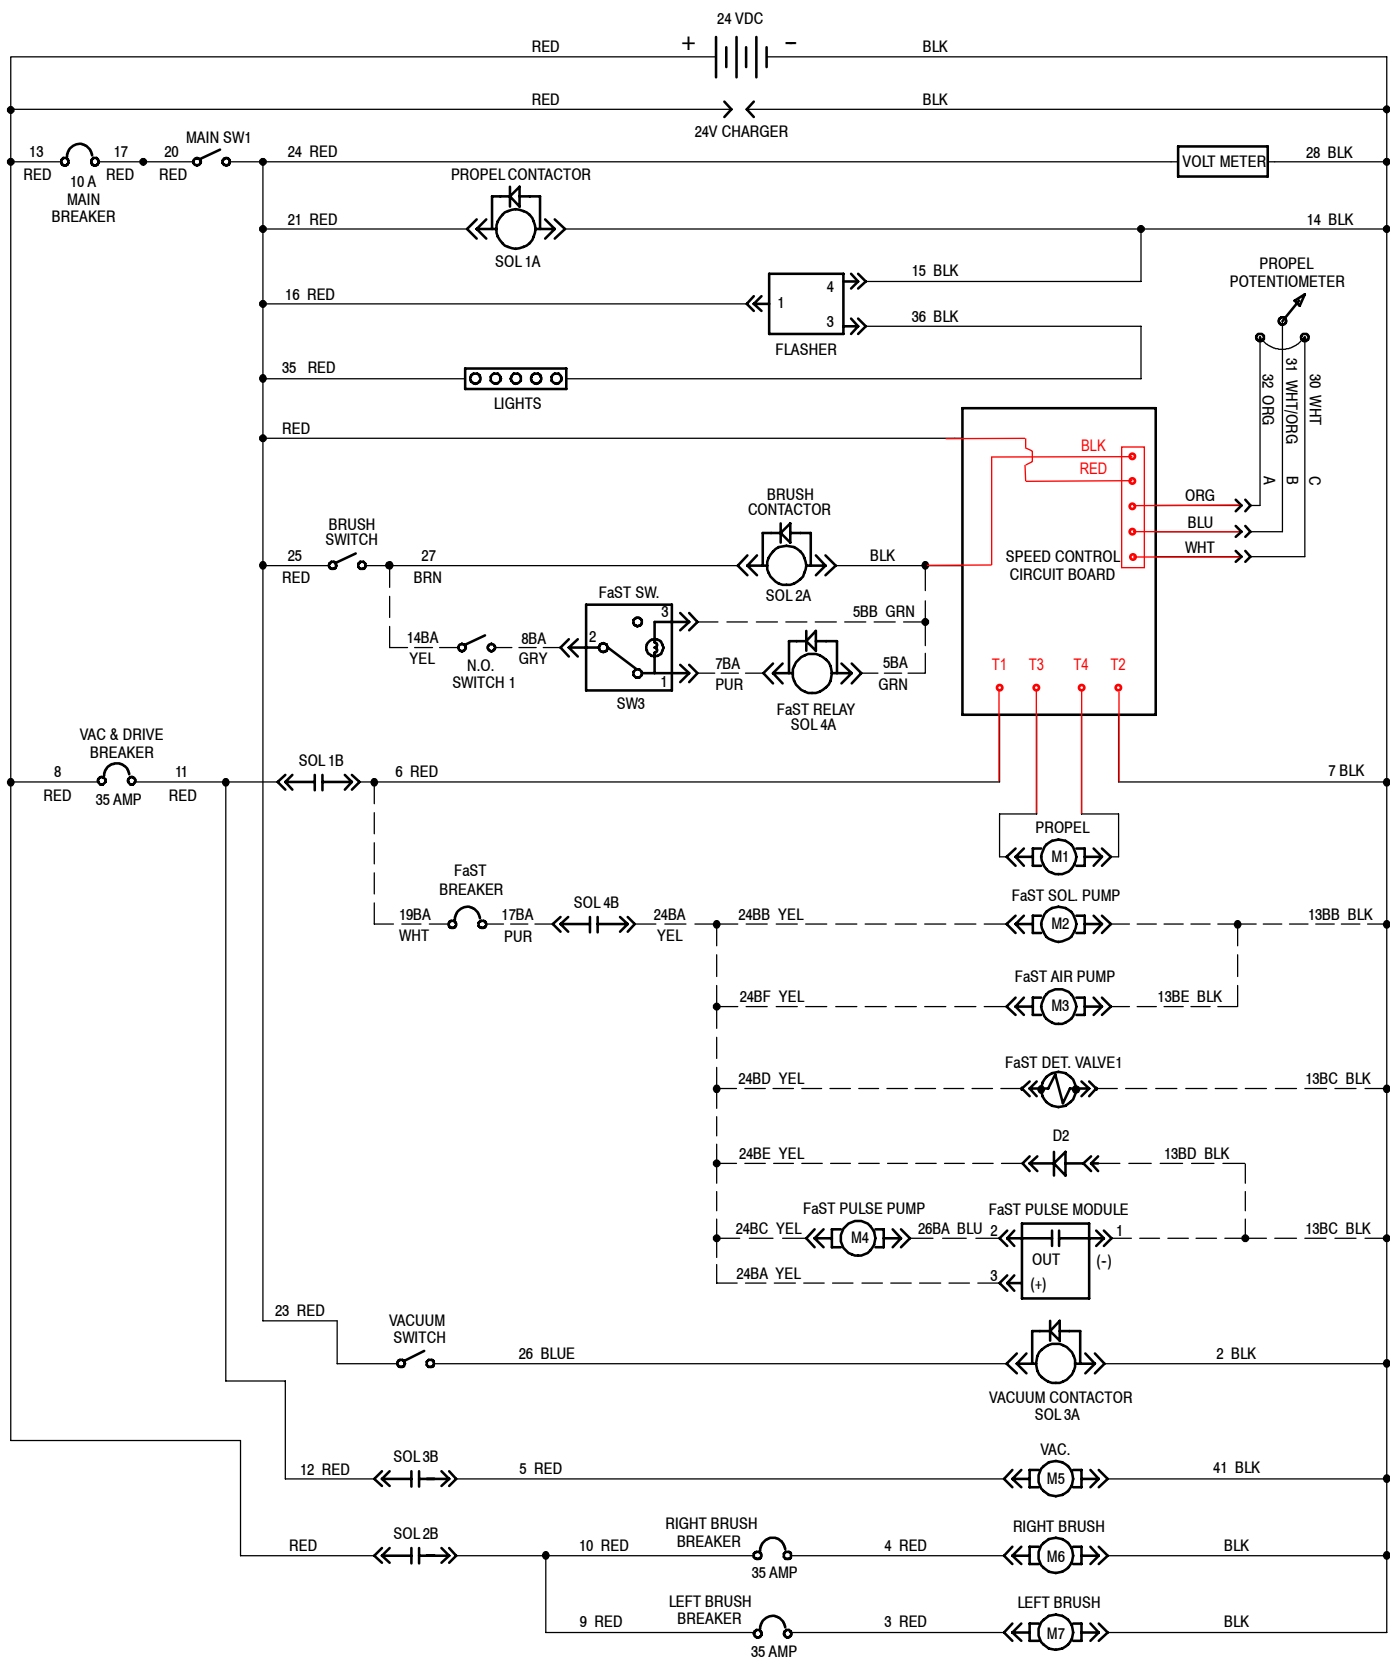 24 VDC
RED + − BLK
RED BLK
24V CHARGER
MAIN SW1
13 17 20 24 RED VOLT METER 28 BLK
RED RED RED
10 A
MAIN
BREAKER
PROPEL CONTACTOR
21 RED 14 BLK
SOL 1A
PROPEL
POTENTIOMETER
15 BLK
16 RED 1 4
3 36 BLK
FLASHER
35 RED
LIGHTS
30 WHT
31 WHT/ORG
32 ORG
A B C
RED
BLK
RED
ORG
BLU
WHT
SPEED CONTROL
CIRCUIT BOARD
BRUSH
CONTACTOR
BRUSH
SWITCH
25 27 BLK
RED BRN
SOL 2A
FaST SW.
3 5BB GRN
14BA 8BA 2
YEL GRY
N.O.
SWITCH 1
1 7BA 5BA
PUR GRN
SW3
FaST RELAY
SOL 4A
T1 T3 T4 T2
VAC & DRIVE
BREAKER
SOL 1B
8 11 6 RED 7 BLK
RED RED
35 AMP
PROPEL
M1
FaST
BREAKER
SOL 4B
FaST SOL. PUMP
19BA 17BA 24BA 24BB YEL M2 13BB BLK
WHT PUR YEL
FaST AIR PUMP
24BF YEL M3 13BE BLK
FaST DET. VALVE1
24BD YEL 13BC BLK
D2
24BE YEL 13BD BLK
FaST PULSE PUMP FaST PULSE MODULE
24BC YEL M4 26BA BLU 2 1 13BC BLK
OUT (-)
24BA YEL 3 (+)
23 RED
VACUUM
SWITCH
26 BLUE 2 BLK
VACUUM CONTACTOR
SOL 3A
SOL 3B VAC.
12 RED 5 RED M5 41 BLK
SOL 2B
RIGHT BRUSH
BREAKER
RIGHT BRUSH
RED 10 RED 4 RED M6 BLK
35 AMP
LEFT BRUSH
BREAKER
LEFT BRUSH
9 RED 3 RED M7 BLK
35 AMP